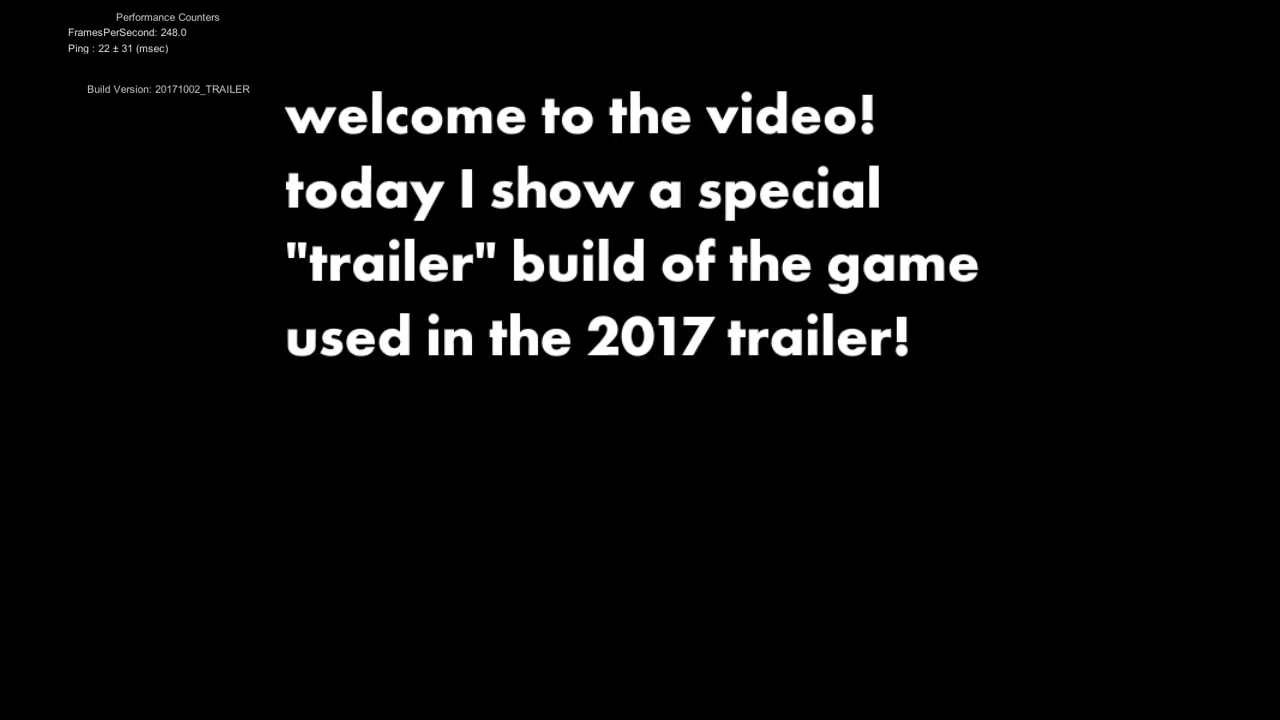 Performance Counters
FramesPerSecond: 248.0
Ping : 22 ± 31 (msec)
Build Version: 20171002_TRAILER
welcome to the video!
today I show a special
"trailer" build of the game
used in the 2017 trailer!